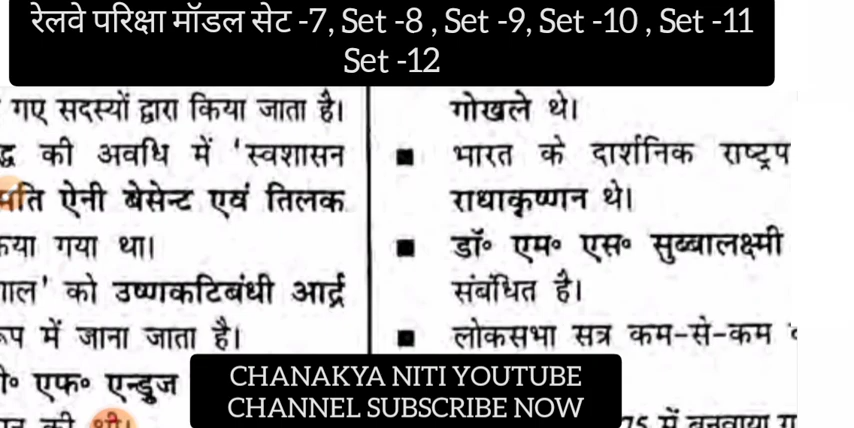 रेलवे परिक्षा मॉडल सेट -7, Set -8 , Set -9, Set -10 , Set -11
Set -12
गए सदस्यों द्वारा किया जाता है।
की अवधि में 'स्वशासन
ऐनी बेसेन्ट एवं तिलक
गया था।
को उष्णकटिबंधी आर्द्र
में जाना जाता है।
एफ॰ एन्ड्रुज
की थी।
गोखले थे।
■ भारत के दार्शनिक राष्ट्रप
राधाकृष्णन थे।
■ डॉ॰ एम॰ एस॰ सुब्बालक्ष्मी
संबंधित है।
■ लोकसभा सत्र कम-से-कम
75 में बनवाया
CHANAKYA NITI YOUTUBE
CHANNEL SUBSCRIBE NOW